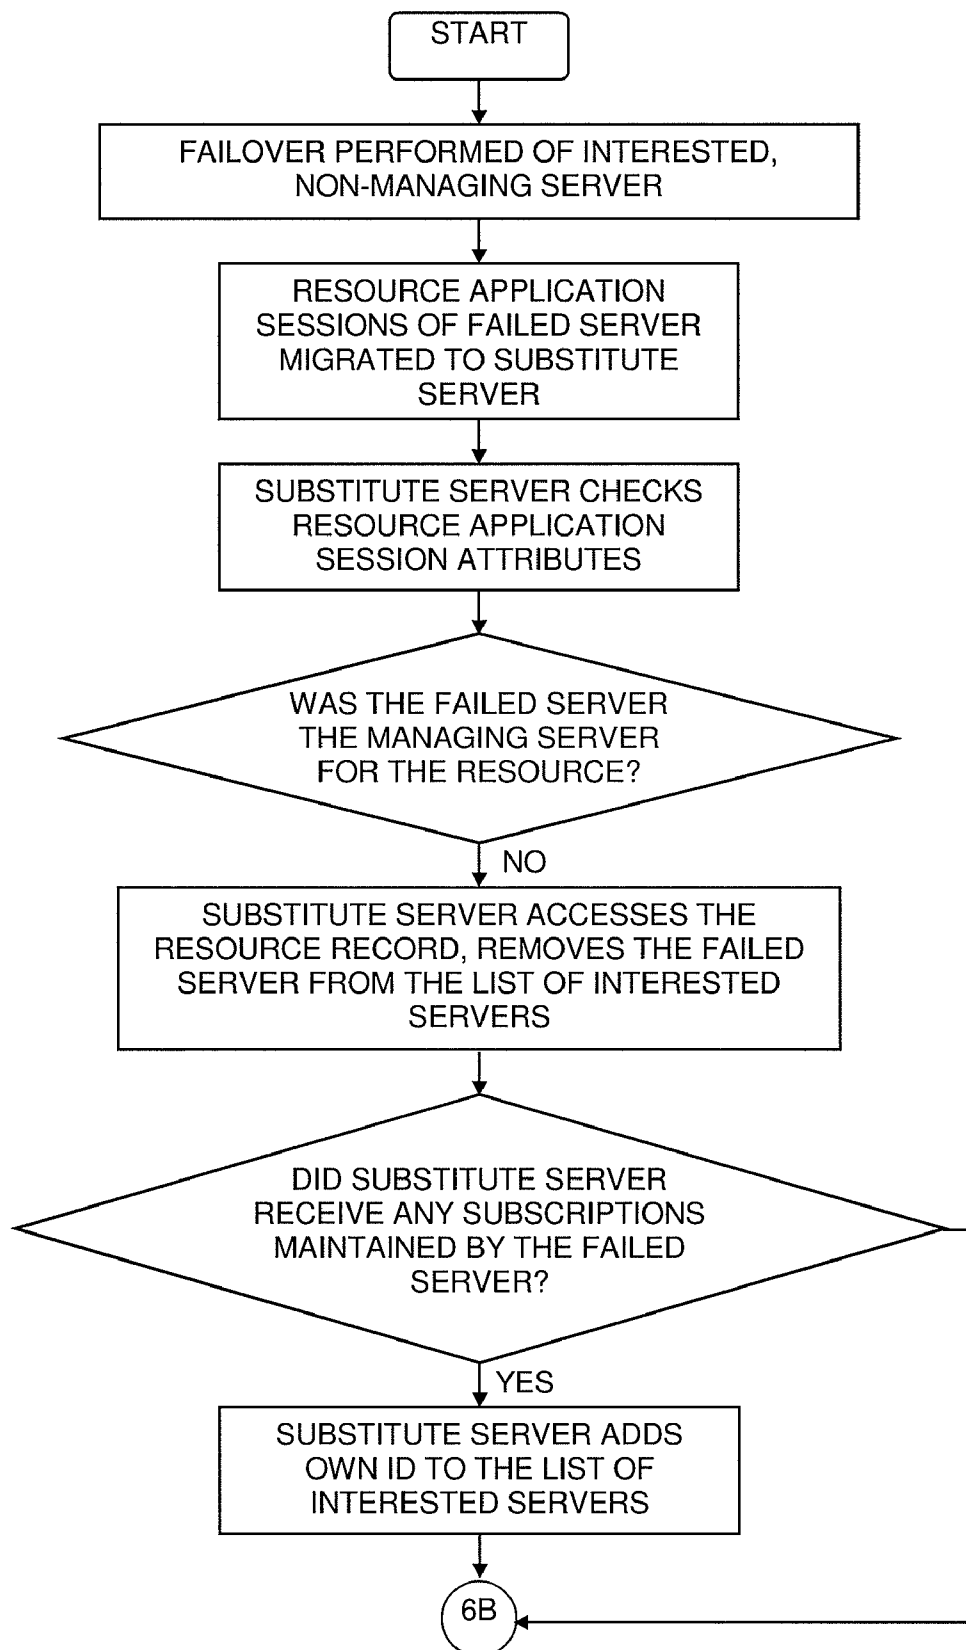 START
FAILOVER PERFORMED OF INTERESTED,
NON-MANAGING SERVER
RESOURCE APPLICATION
SESSIONS OF FAILED SERVER
MIGRATED TO SUBSTITUTE
SERVER
SUBSTITUTE SERVER CHECKS
RESOURCE APPLICATION
SESSION ATTRIBUTES
WAS THE FAILED SERVER
THE MANAGING SERVER
FOR THE RESOURCE?
NO
SUBSTITUTE SERVER ACCESSES THE
RESOURCE RECORD, REMOVES THE FAILED
SERVER FROM THE LIST OF INTERESTED
SERVERS
DID SUBSTITUTE SERVER
RECEIVE ANY SUBSCRIPTIONS
MAINTAINED BY THE FAILED
SERVER?
YES
SUBSTITUTE SERVER ADDS
OWN ID TO THE LIST OF
INTERESTED SERVERS
6B